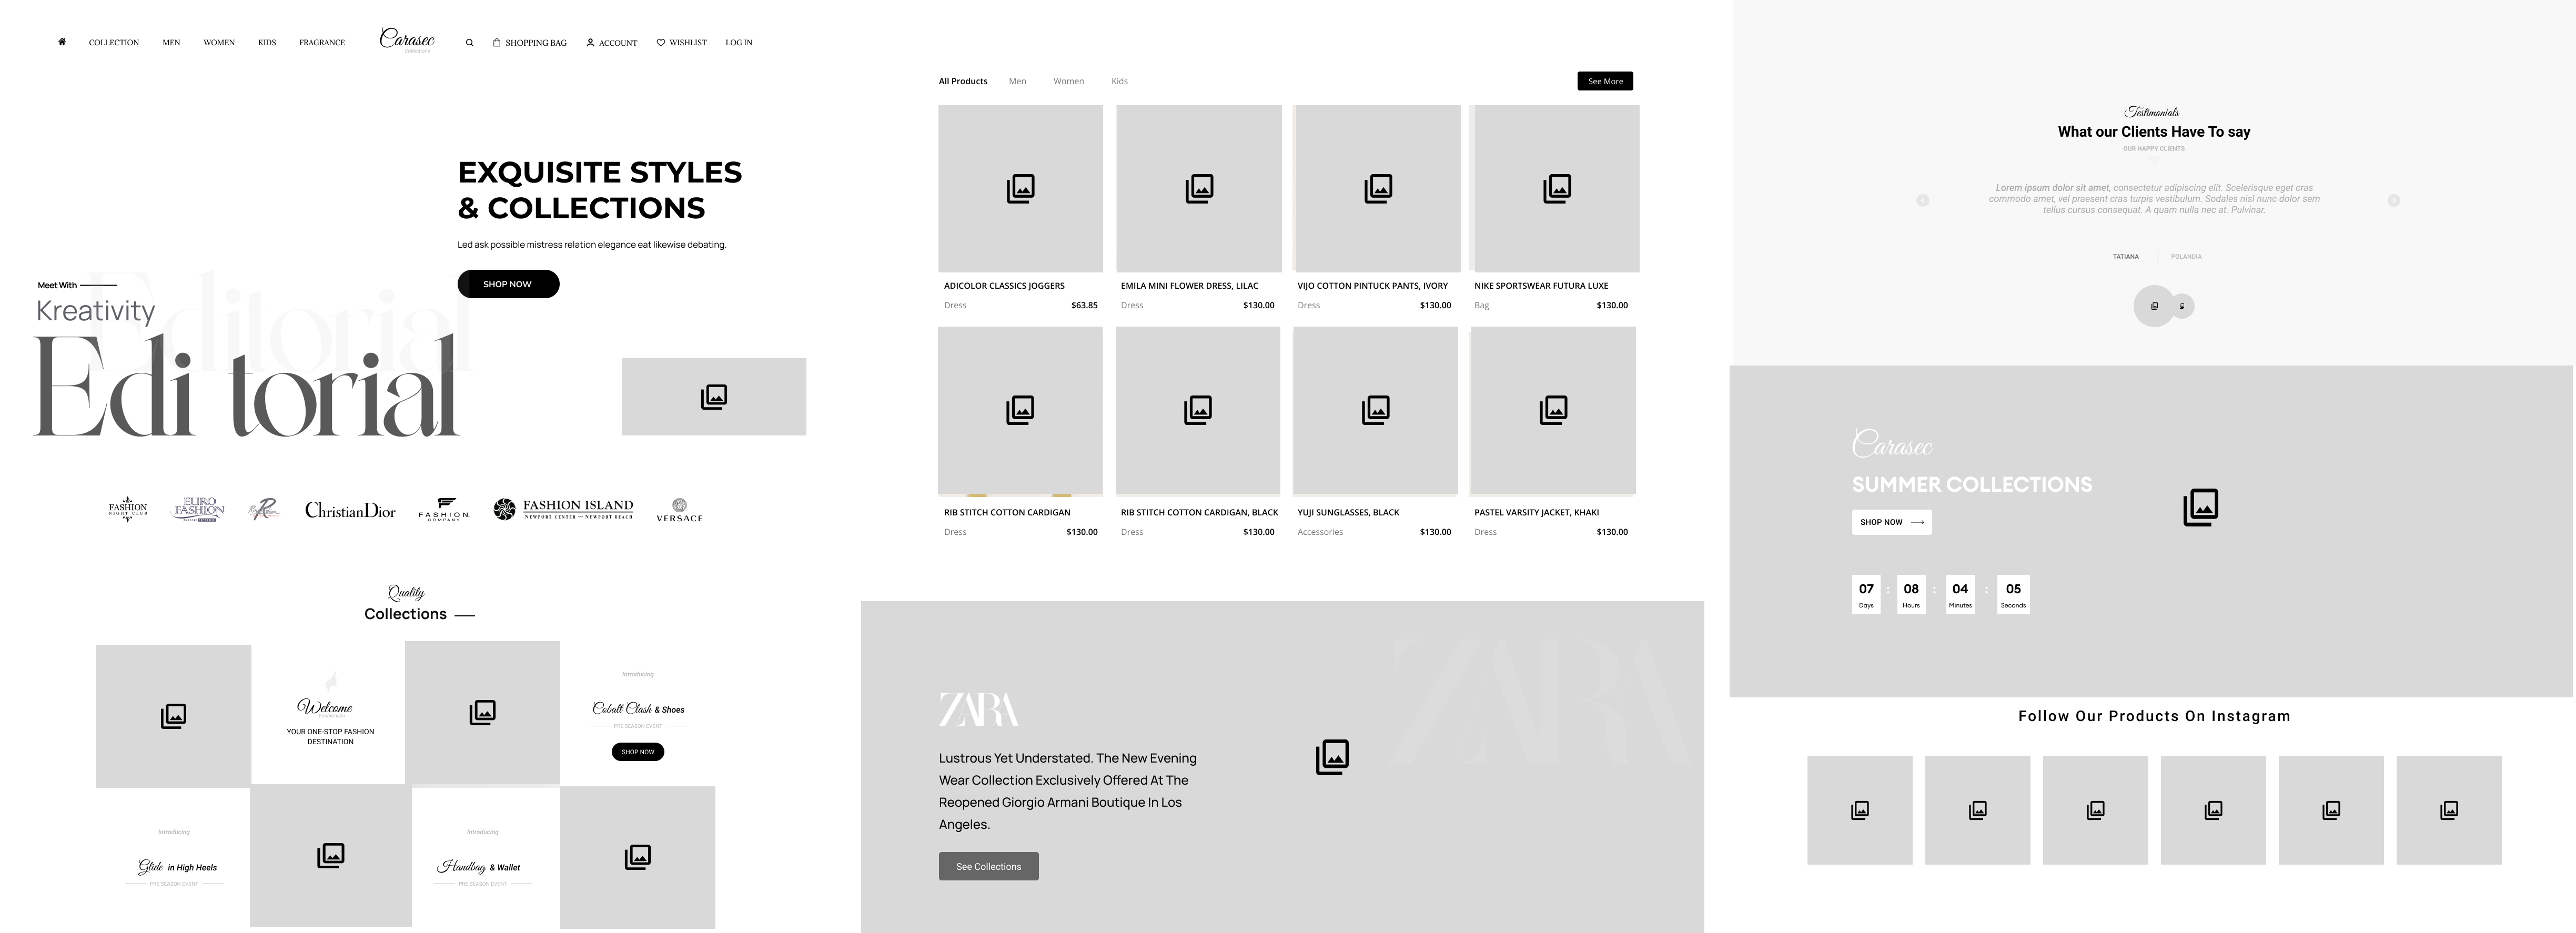 COLLECTION MEN WOMEN KIDS FRAGRANCE Carasec SHOPPING BAG ACCOUNT WISHLIST LOG IN
Collections
EXQUISITE STYLES
& COLLECTIONS
Led ask possible mistress relation elegance eat likewise debating.
SHOP NOW
Meet With
Kreativity
Editorial
Edi torial
FASHION
NIGHT CLUB
EURO
FASHION
R
ChristianDior
FASHION
COMPANY
FASHION ISLAND
NEWPORT CENTER NEWPORT BEACH
VERSACE
Quality
Collections
Welcome
Fashionista
YOUR ONE-STOP FASHION
DESTINATION
Introducing
Cobalt Clash & Shoes
PRE SEASON EVENT
SHOP NOW
Introducing
Glide in High Heels
PRE SEASON EVENT
Introducing
Handbag & Wallet
PRE SEASON EVENT
All Products Men Women Kids See More
ADICOLOR CLASSICS JOGGERS
Dress $63.85
EMILA MINI FLOWER DRESS, LILAC
Dress $130.00
VIJO COTTON PINTUCK PANTS, IVORY
Dress $130.00
NIKE SPORTSWEAR FUTURA LUXE
Bag $130.00
RIB STITCH COTTON CARDIGAN
Dress $130.00
RIB STITCH COTTON CARDIGAN, BLACK
Dress $130.00
YUJI SUNGLASSES, BLACK
Accessories $130.00
PASTEL VARSITY JACKET, KHAKI
Dress $130.00
ZARA
ZARA
Lustrous Yet Understated. The New Evening
Wear Collection Exclusively Offered At The
Reopened Giorgio Armani Boutique In Los
Angeles.
See Collections
Testimonials
What our Clients Have To say
OUR HAPPY CLIENTS
Lorem ipsum dolor sit amet, consectetur adipiscing elit. Scelerisque eget cras
commodo amet, vel praesent cras turpis vestibulum. Sodales nisl nunc dolor sem
tellus cursus consequat. A quam nulla nec at. Pulvinar.
TATIANA POLANDIA
Carasec
SUMMER COLLECTIONS
SHOP NOW
07 : 08 : 04 : 05
Days Hours Minutes Seconds
Follow Our Products On Instagram